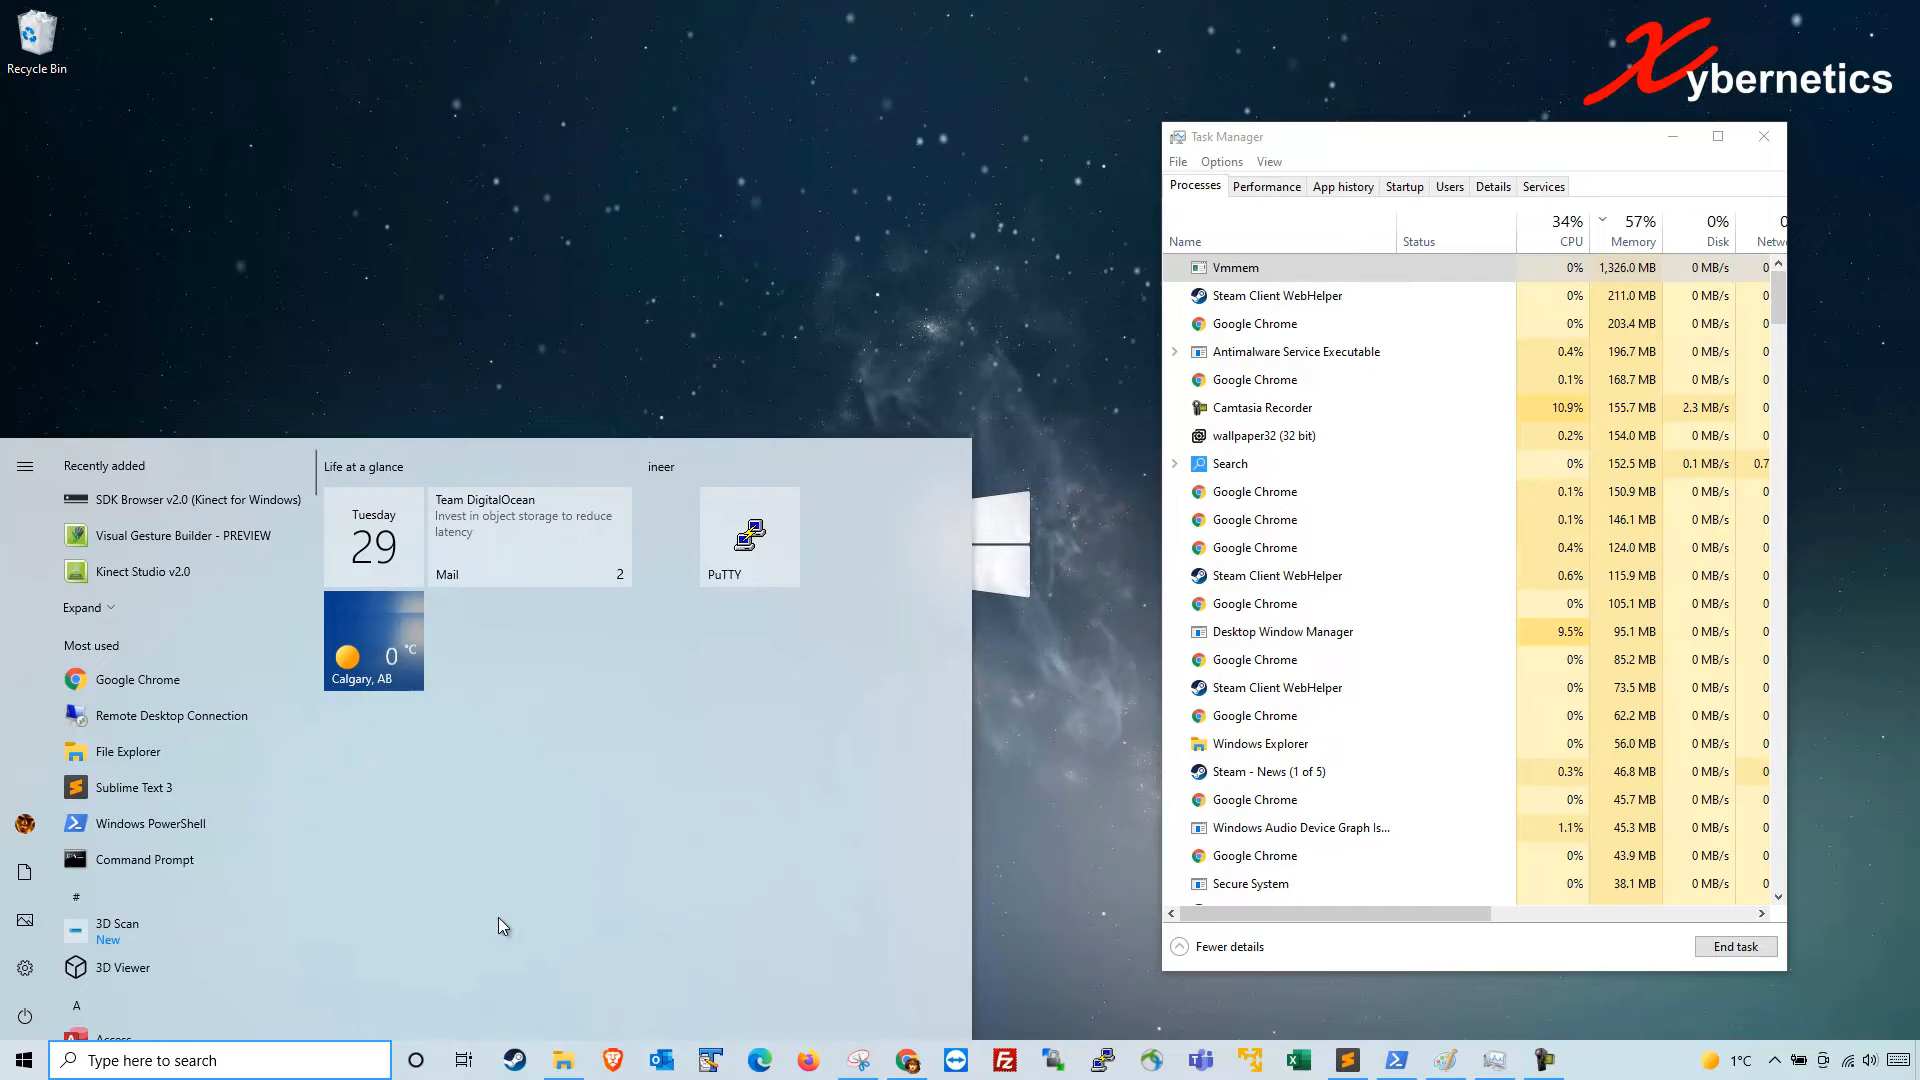 Recycle Bin
Xybernetics
Task Manager
File Options View
Processes Performance App history Startup Users Details Services
34% 57% 0%
Name Status CPU Memory Disk
Vmmem 0% 1,326.0 MB 0 MB/s 0
Steam Client WebHelper 0% 211.0 MB 0 MB/s 0
Google Chrome 0% 203.4 MB 0 MB/s 0
Antimalware Service Executable 0.4% 196.7 MB 0 MB/s 0
Google Chrome 0.1% 168.7 MB 0 MB/s 0
Camtasia Recorder 10.9% 155.7 MB 2.3 MB/s 0
wallpaper32 (32 bit) 0.2% 154.0 MB 0 MB/s 0
Search 0% 152.5 MB 0.1 MB/s 0.7
Google Chrome 0.1% 150.9 MB 0 MB/s 0
Google Chrome 0.1% 146.1 MB 0 MB/s 0
Google Chrome 0.4% 124.0 MB 0 MB/s 0
Steam Client WebHelper 0.6% 115.9 MB 0 MB/s 0
Google Chrome 0% 105.1 MB 0 MB/s 0
Desktop Window Manager 9.5% 95.1 MB 0 MB/s 0
Google Chrome 0% 85.2 MB 0 MB/s 0
Steam Client WebHelper 0% 73.5 MB 0 MB/s 0
Google Chrome 0% 62.2 MB 0 MB/s 0
Windows Explorer 0% 56.0 MB 0 MB/s 0
Steam - News (1 of 5) 0.3% 46.8 MB 0 MB/s 0
Google Chrome 0% 45.7 MB 0 MB/s 0
Windows Audio Device Graph Is... 1.1% 45.3 MB 0 MB/s 0
Google Chrome 0% 43.9 MB 0 MB/s 0
Secure System 0% 38.1 MB 0 MB/s 0
Fewer details
End task
Recently added
SDK Browser v2.0 (Kinect for Windows)
Visual Gesture Builder - PREVIEW
Kinect Studio v2.0
Expand
Most used
Google Chrome
Remote Desktop Connection
File Explorer
Sublime Text 3
Windows PowerShell
Command Prompt
#
3D Scan
New
3D Viewer
A
Life at a glance
Tuesday
29
Team DigitalOcean
Invest in object storage to reduce
latency
Mail 2
0 °C
Calgary, AB
ineer
PuTTY
Type here to search
1°C